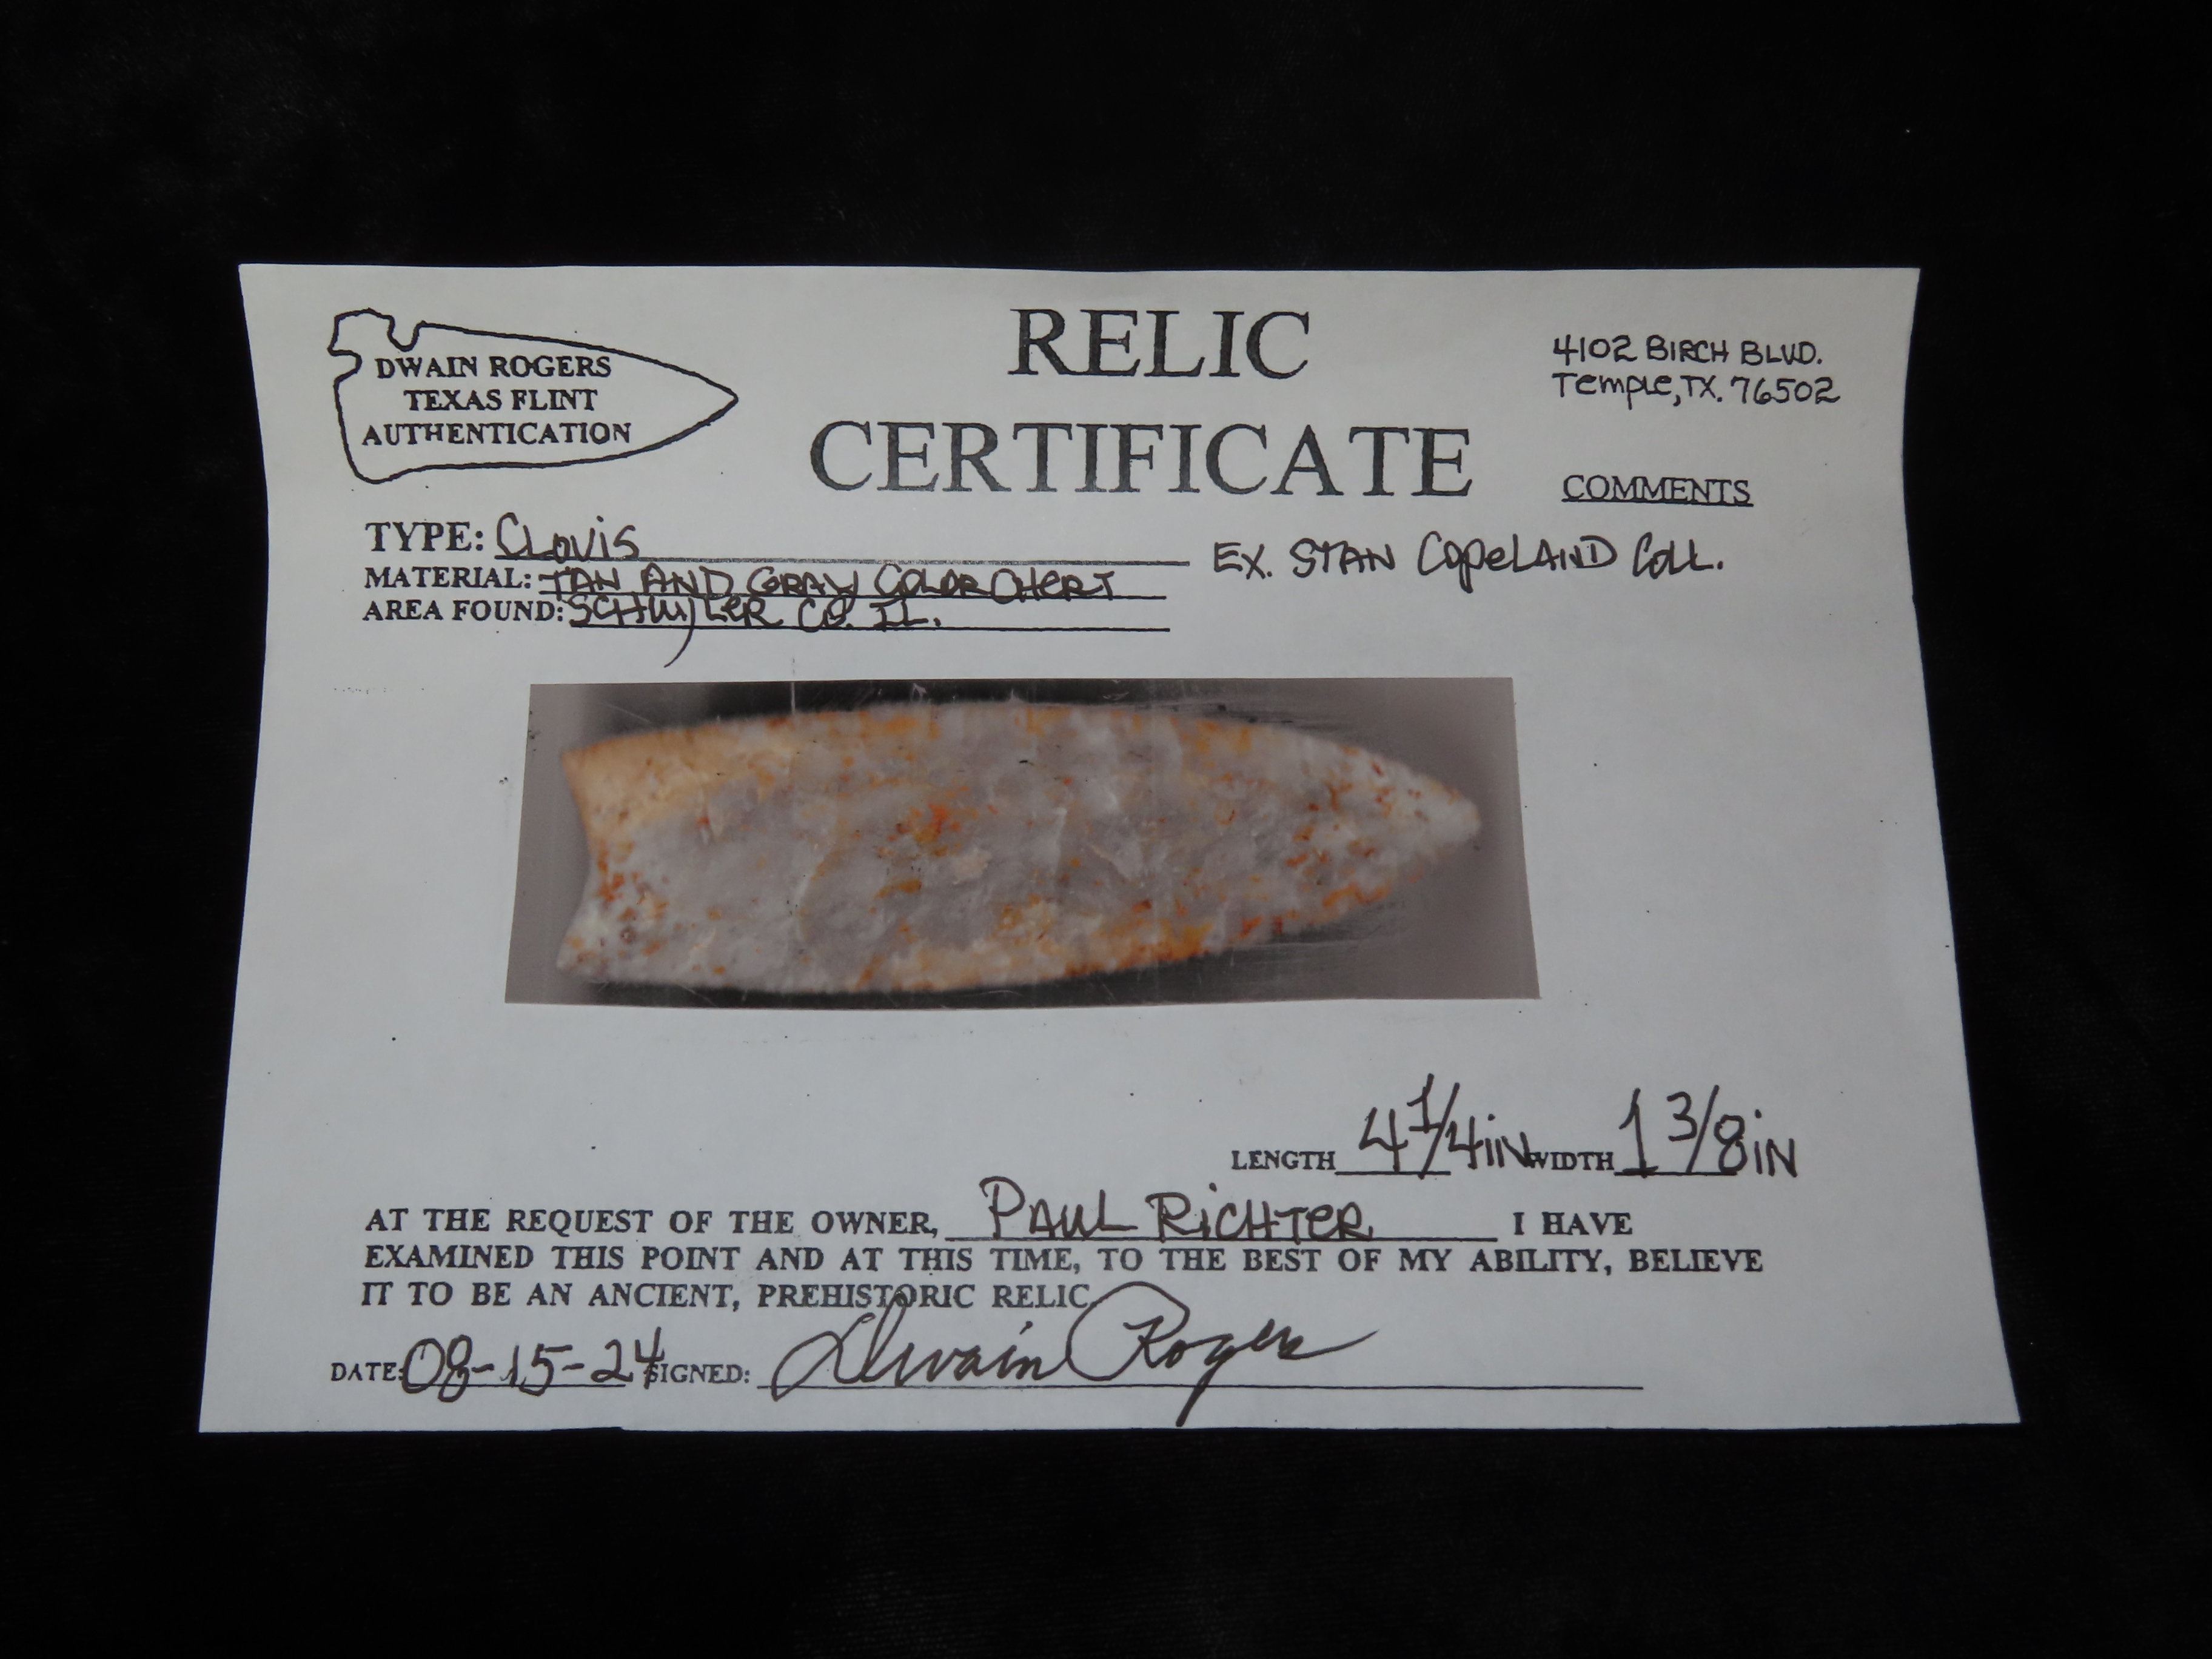 DWAIN ROGERS
TEXAS FLINT
AUTHENTICATION
RELIC
CERTIFICATE
4102 BIRCH BLVD.
Temple, TX. 76502
COMMENTS
TYPE: CLOVIS
EX. STAN COPELAND COLL.
MATERIAL: TAN AND GRAY COLOR CHERT
AREA FOUND: SCHUYLER CO. IL.
LENGTH 4 1/4 IN WIDTH 1 3/8 IN
AT THE REQUEST OF THE OWNER, PAUL RICHTER I HAVE
EXAMINED THIS POINT AND AT THIS TIME, TO THE BEST OF MY ABILITY, BELIEVE
IT TO BE AN ANCIENT, PREHISTORIC RELIC
DATE: 08-15-24 SIGNED: Dwain Rogers